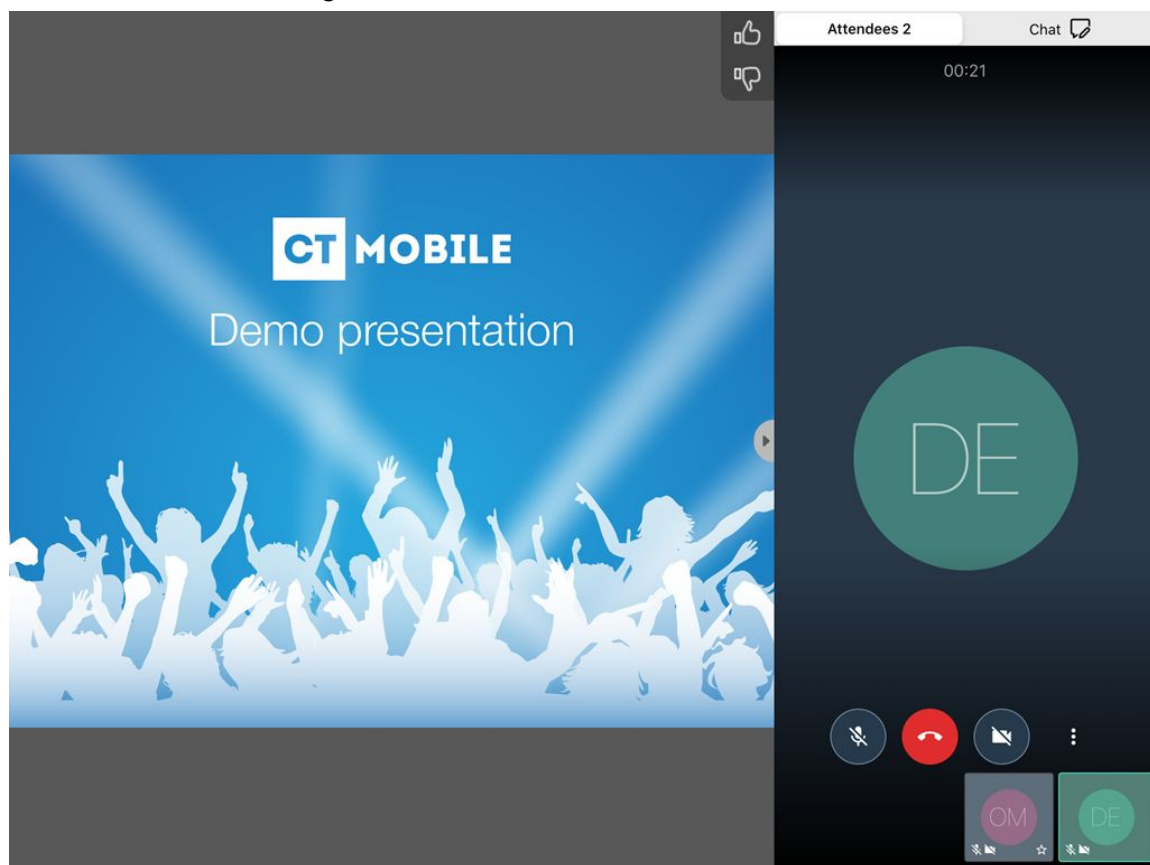 Attendees 2
Chat
00:21
CT MOBILE
Demo presentation
DE
OM
DE